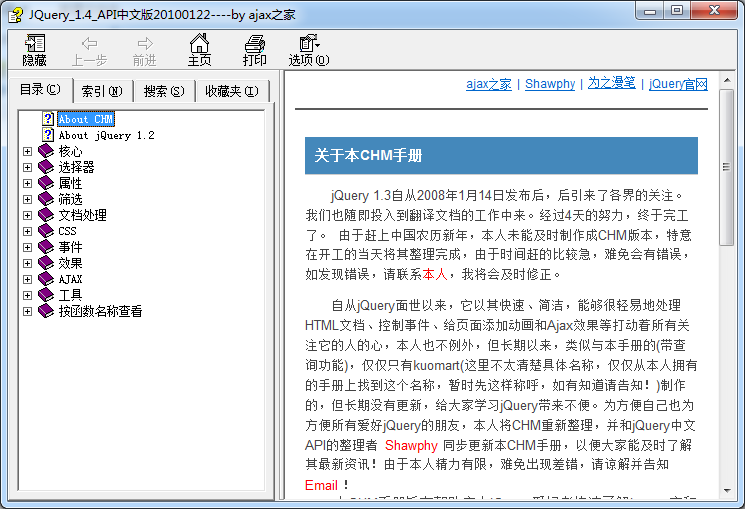 JQuery_1.4_API中文版20100122----by ajax之家
隐藏 上一步 前进 主页 打印 选项(O)
目录(C) 索引(N) 搜索(S) 收藏夹(I)
About CHM
About jQuery 1.2
核心
选择器
属性
筛选
文档处理
CSS
事件
效果
AJAX
工具
按函数名称查看
ajax之家 | Shawphy | 为之漫笔 | jQuery官网
关于本CHM手册
jQuery 1.3自从2008年1月14日发布后，后引来了各界的关注。
我们也随即投入到翻译文档的工作中来。经过4天的努力，终于完工
了。 由于赶上中国农历新年，本人未能及时制作成CHM版本，特意
在开工的当天将其整理完成，由于时间赶的比较急，难免会有错误，
如发现错误，请联系本人，我将会及时修正。
自从jQuery面世以来，它以其快速、简洁，能够很轻易地处理
HTML文档、控制事件、给页面添加动画和Ajax效果等打动着所有关
注它的人的心，本人也不例外，但长期以来，类似与本手册的(带查
询功能)，仅仅只有kuomart(这里不太清楚具体名称，仅仅从本人拥有
的手册上找到这个名称，暂时先这样称呼，如有知道请告知！)制作
的，但长期没有更新，给大家学习jQuery带来不便。为方便自己也为
方便所有爱好jQuery的朋友，本人将CHM重新整理，并和jQuery中文
API的整理者 Shawphy 同步更新本CHM手册，以便大家能及时了解
其最新资讯！由于本人精力有限，难免出现差错，请谅解并告知
Email ！